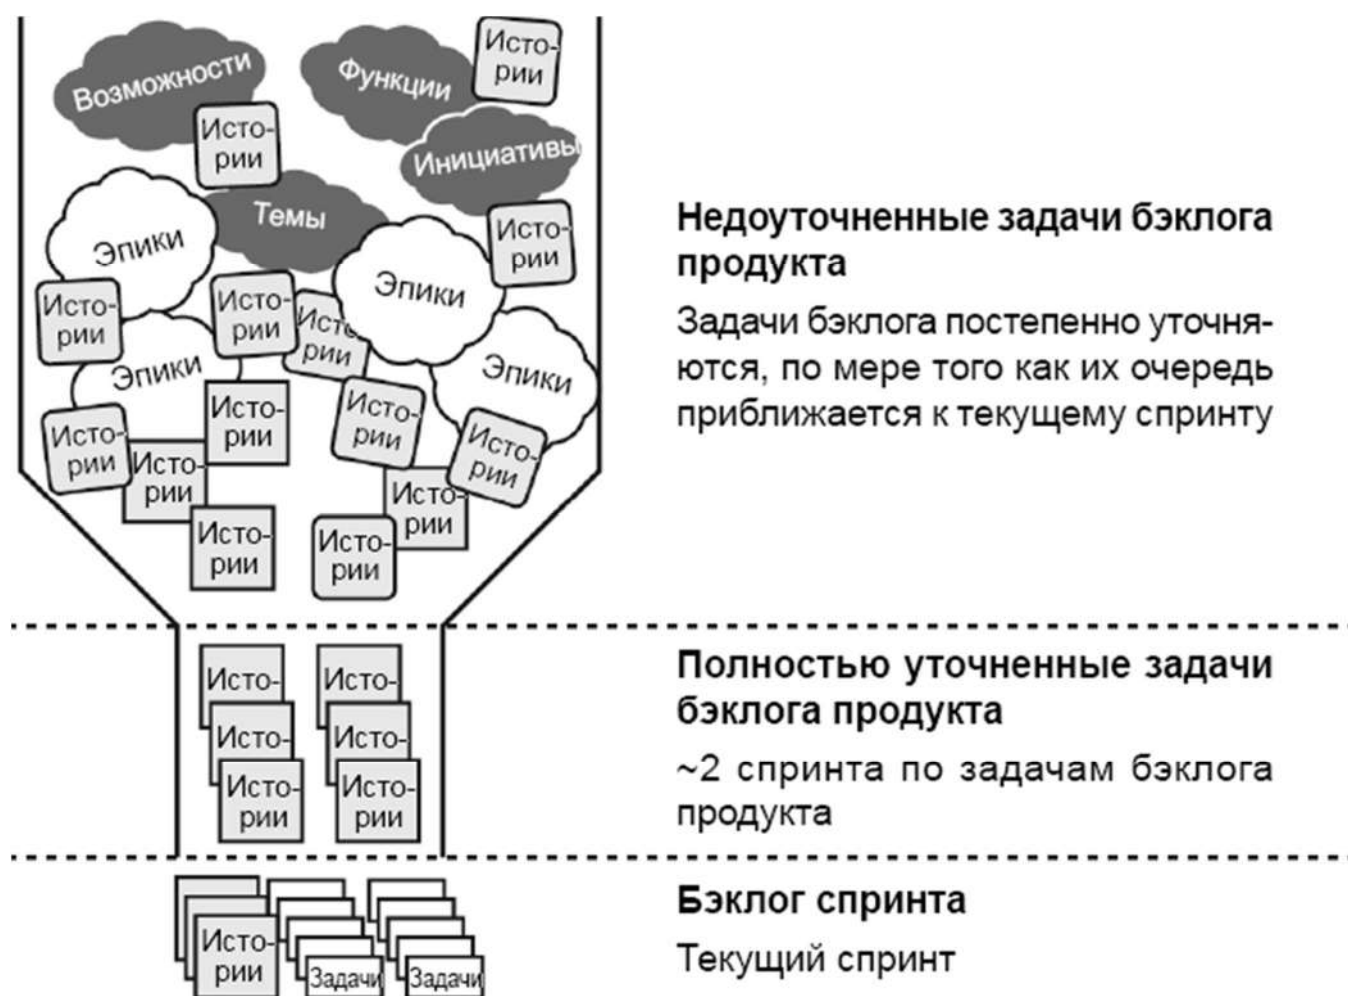 Возможности
Функции
Исто-
рии
Исто-
рии
Инициативы
Темы
Эпики
Исто-
рии
Эпики
Исто-
рии
Исто-
рии
Исто-
рии
Эпики
Эпики
Исто-
рии
Исто-
рии
Исто-
рии
Исто-
рии
Исто-
рии
Исто-
рии
Исто-
рии
Исто-
рии
Недоуточненные задачи бэклога
продукта
Задачи бэклога постепенно уточня-
ются, по мере того как их очередь
приближается к текущему спринту
Исто-
Исто-
Исто-
Исто-
Исто-
рии
Исто-
рии
Полностью уточненные задачи
бэклога продукта
~2 спринта по задачам бэклога
продукта
Исто-
рии
Задачи
Задачи
Бэклог спринта
Текущий спринт